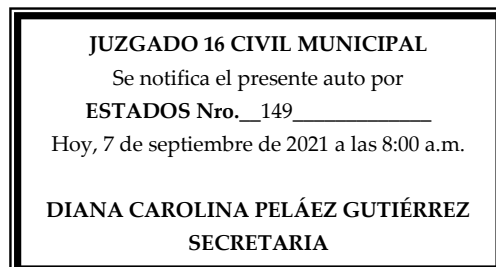 JUZGADO 16 CIVIL MUNICIPAL
Se notifica el presente auto por
ESTADOS Nro.__149_____________
Hoy, 7 de septiembre de 2021 a las 8:00 a.m.
DIANA CAROLINA PELÁEZ GUTIÉRREZ
SECRETARIA